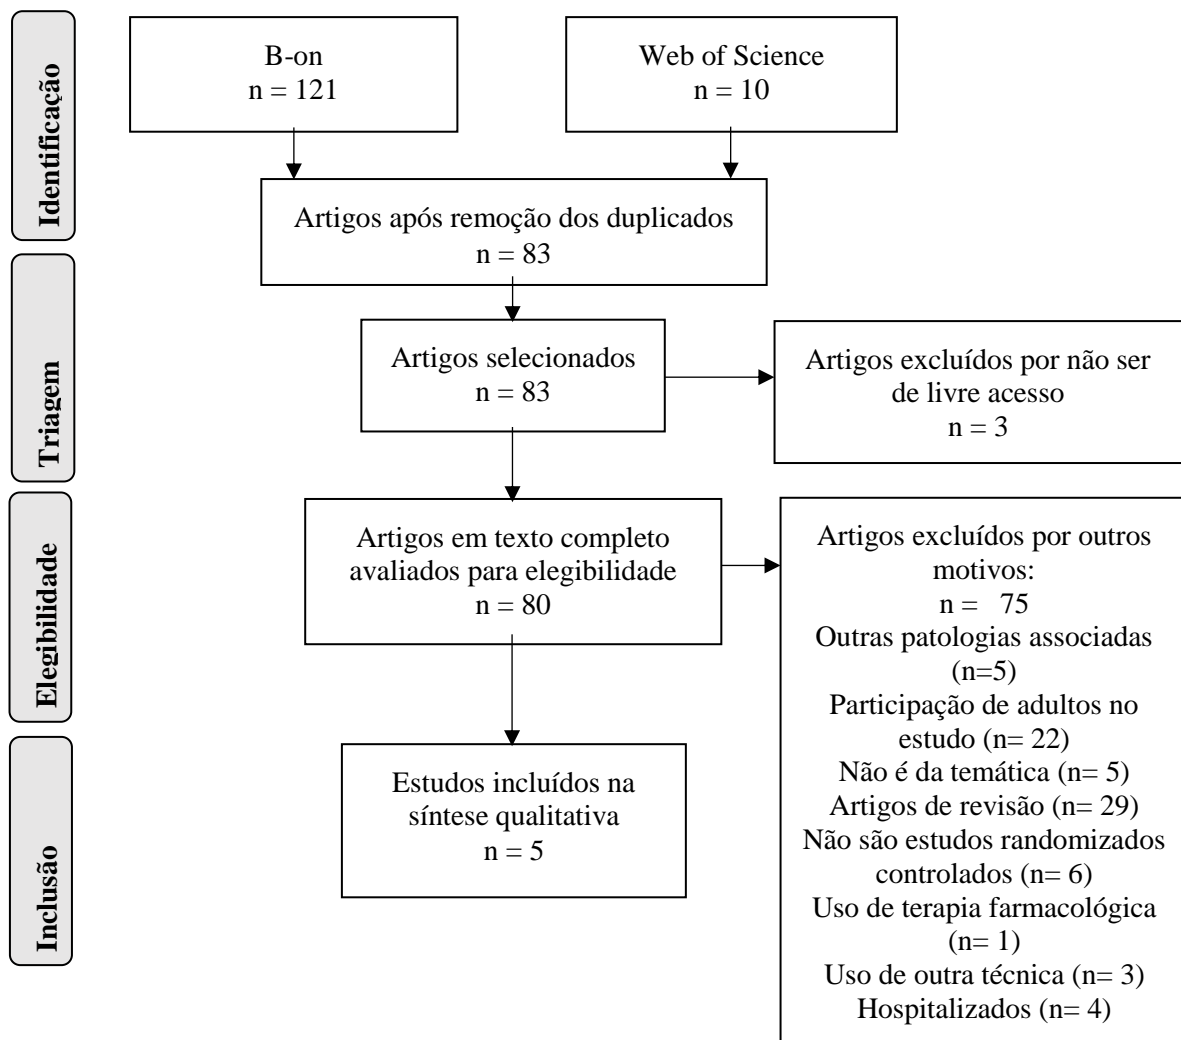 Identificação
B-on
n = 121
Web of Science
n = 10
Artigos após remoção dos duplicados
n = 83
Triagem
Artigos selecionados
n = 83
Artigos excluídos por não ser
de livre acesso
n = 3
Elegibilidade
Artigos em texto completo
avaliados para elegibilidade
n = 80
Artigos excluídos por outros
motivos:
n = 75
Outras patologias associadas
(n=5)
Participação de adultos no
estudo (n= 22)
Não é da temática (n= 5)
Artigos de revisão (n= 29)
Não são estudos randomizados
controlados (n= 6)
Uso de terapia farmacológica
(n= 1)
Uso de outra técnica (n= 3)
Hospitalizados (n= 4)
Inclusão
Estudos incluídos na
síntese qualitativa
n = 5